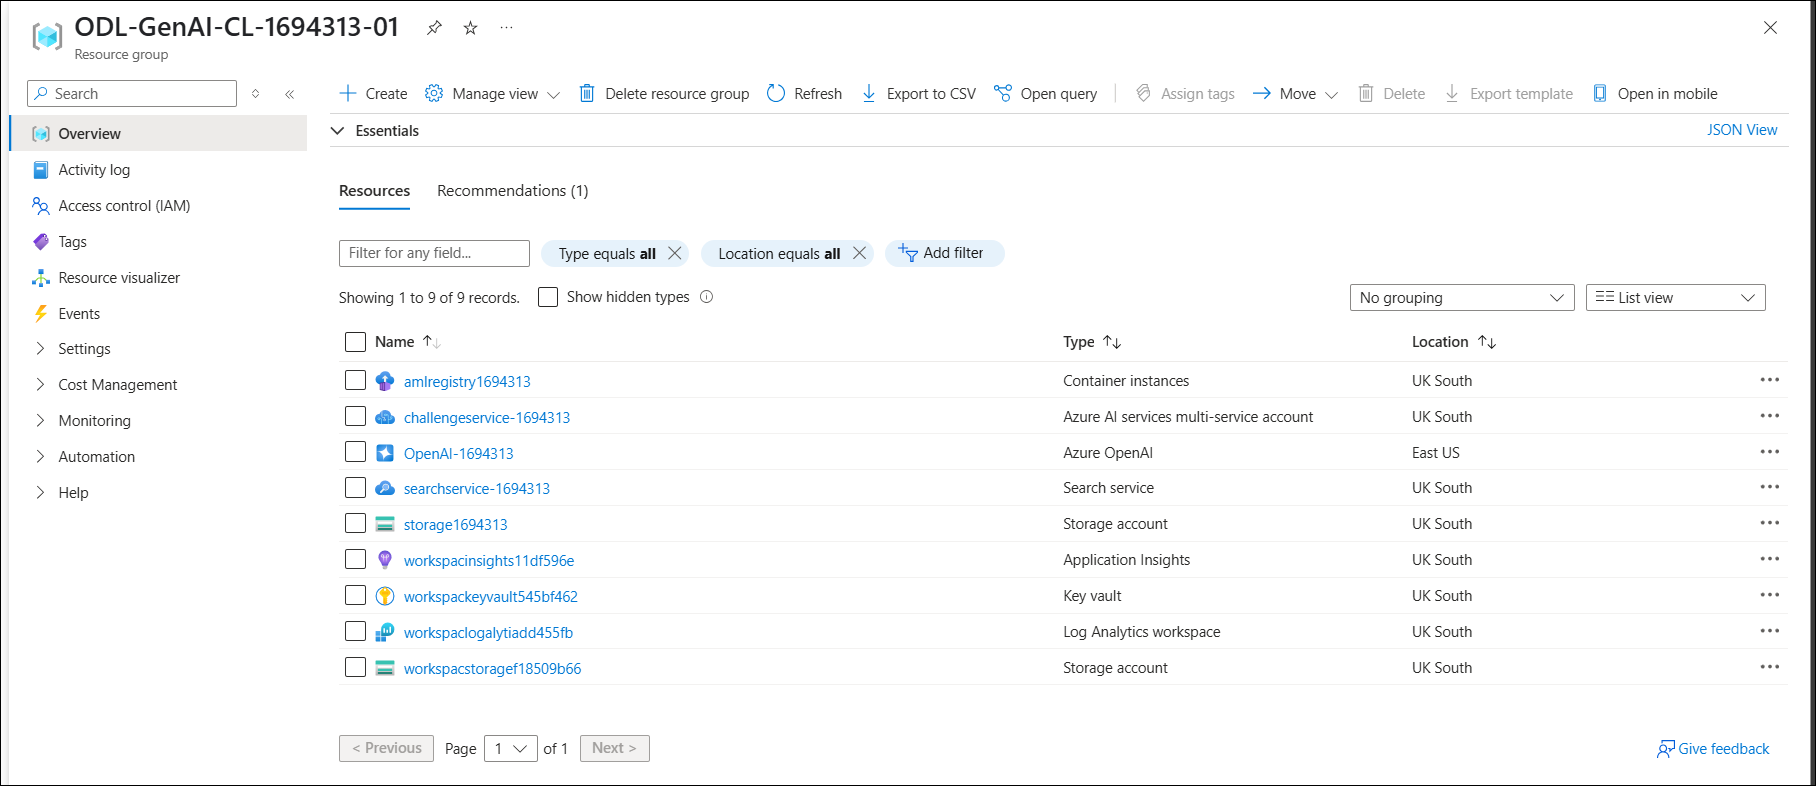 ODL-GenAI-CL-1694313-01
Resource group
Search
Create
Manage view
Delete resource group
Refresh
Export to CSV
Open query
Assign tags
Move
Delete
Export template
Open in mobile
Overview
Activity log
Access control (IAM)
Tags
Resource visualizer
Events
Settings
Cost Management
Monitoring
Automation
Help
Essentials
JSON View
Resources
Recommendations (1)
Filter for any field...
Type equals all
Location equals all
Add filter
Showing 1 to 9 of 9 records.
Show hidden types
No grouping
List view
Name Type Location
amlregistry1694313 Container instances UK South
challengeservice-1694313 Azure AI services multi-service account UK South
OpenAI-1694313 Azure OpenAI East US
searchservice-1694313 Search service UK South
storage1694313 Storage account UK South
workspacinsights11df596e Application Insights UK South
workspackeyvault545bf462 Key vault UK South
workspaclogalytiadd455fb Log Analytics workspace UK South
workspacstoragef18509b66 Storage account UK South
< Previous Page 1 of 1 Next >
Give feedback